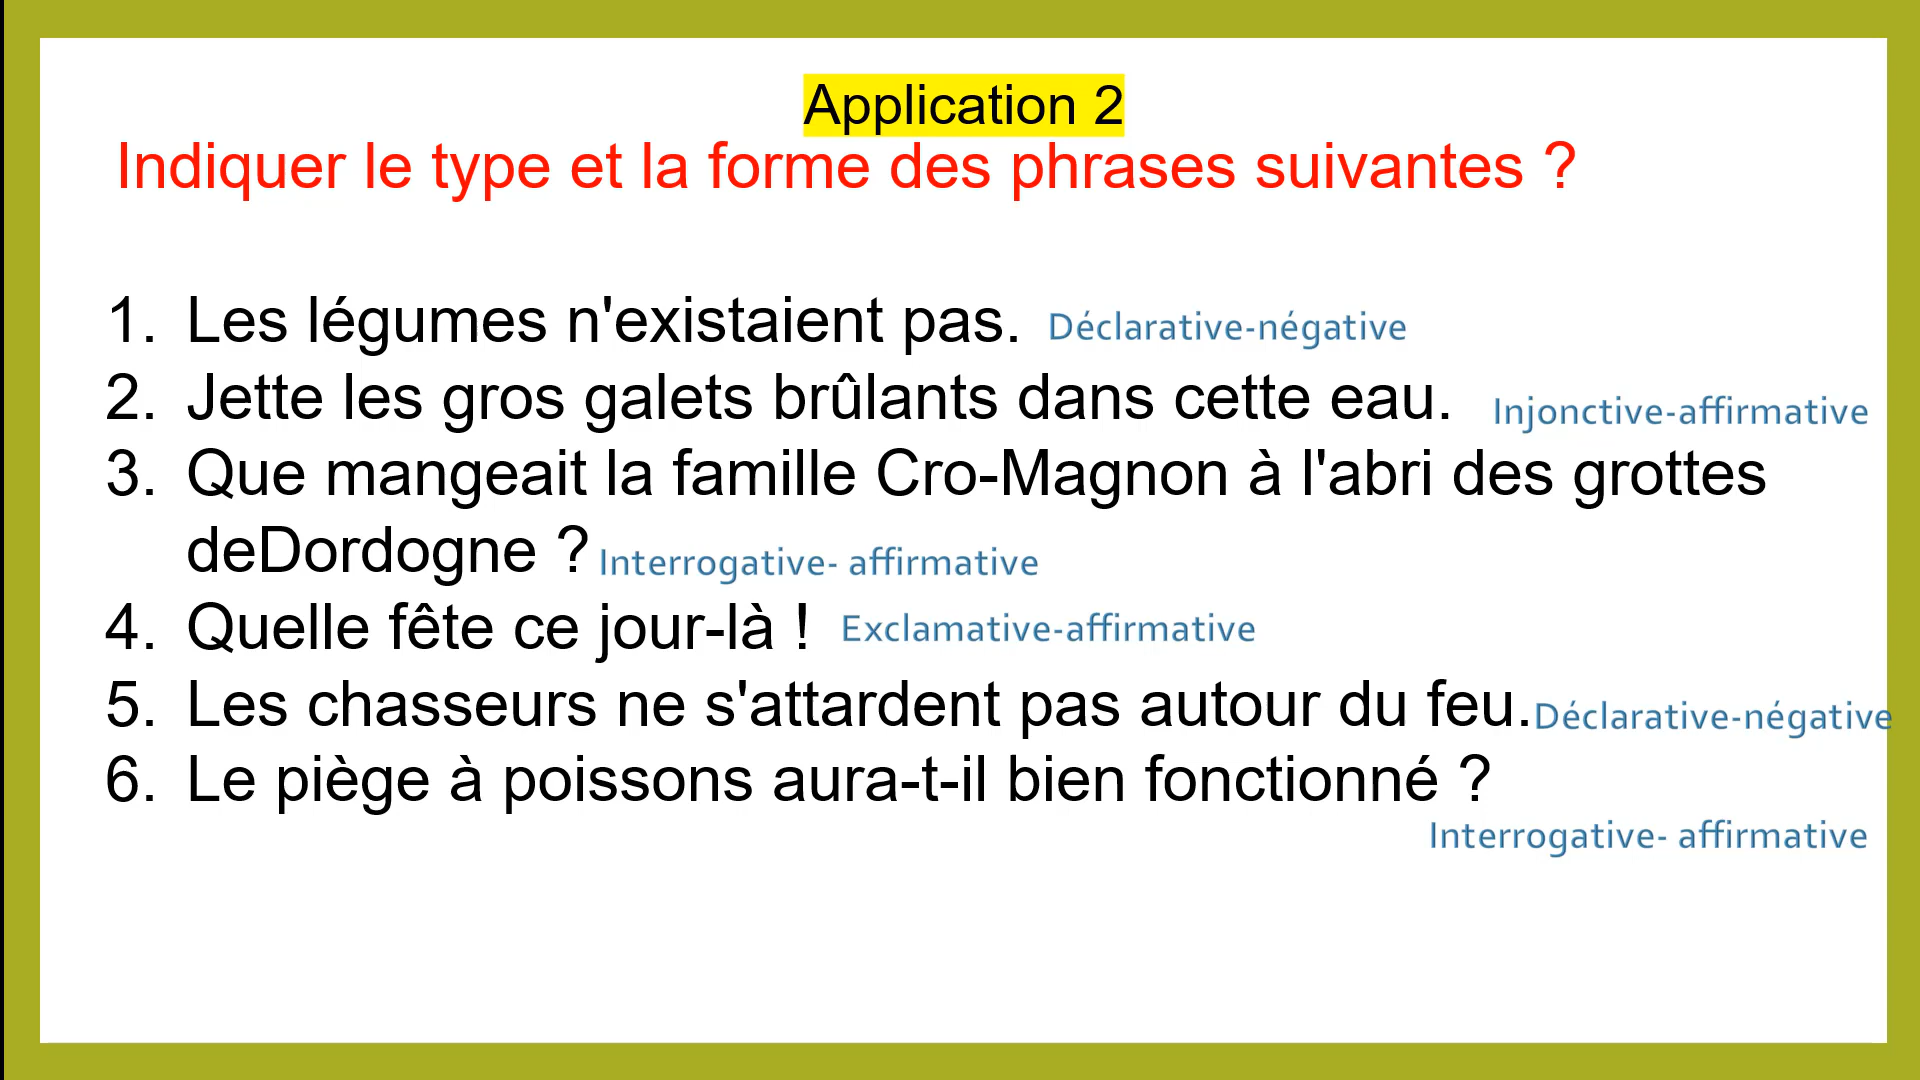 Application 2
Indiquer le type et la forme des phrases suivantes ?
1. Les légumes n'existaient pas. Déclarative-négative
2. Jette les gros galets brûlants dans cette eau. Injonctive-affirmative
3. Que mangeait la famille Cro-Magnon à l'abri des grottes
deDordogne ? Interrogative- affirmative
4. Quelle fête ce jour-là ! Exclamative-affirmative
5. Les chasseurs ne s'attardent pas autour du feu. Déclarative-négative
6. Le piège à poissons aura-t-il bien fonctionné ?
Interrogative- affirmative